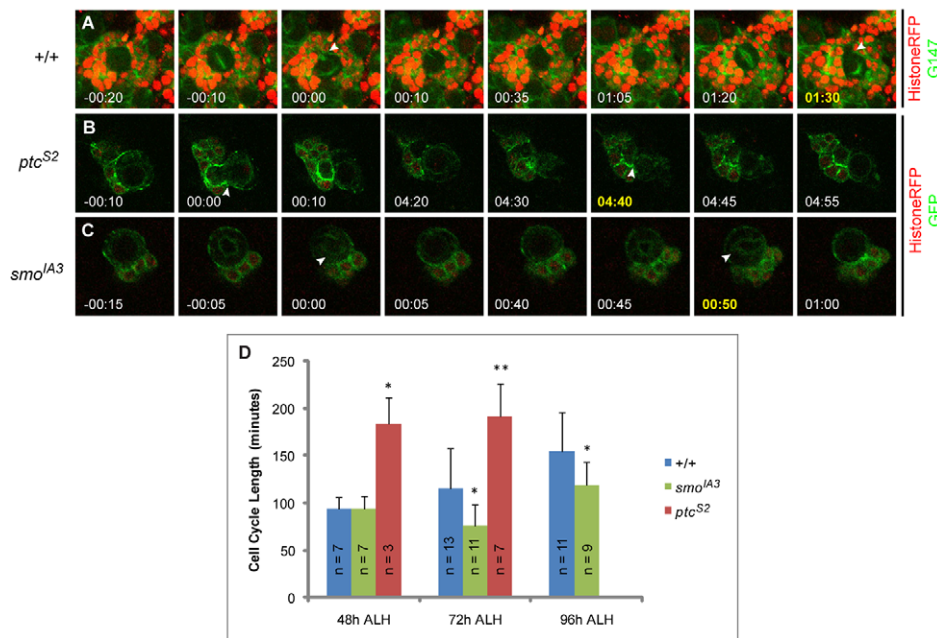 A
+/+
-00:20 -00:10 00:00 00:10 00:35 01:05 01:20 01:30
HistoneRFP
G147
B
ptcS2
-00:10 00:00 00:10 04:20 04:30 04:40 04:45 04:55
C
smoIA3
-00:15 -00:05 00:00 00:05 00:40 00:45 00:50 01:00
HistoneRFP
GFP
D
Cell Cycle Length (minutes)
250
200
150
100
50
0
*
**
*
*
n = 7 n = 7 n = 3 n = 13 n = 11 n = 7 n = 11 n = 9
48h ALH 72h ALH 96h ALH
+/+
smoIA3
ptcS2